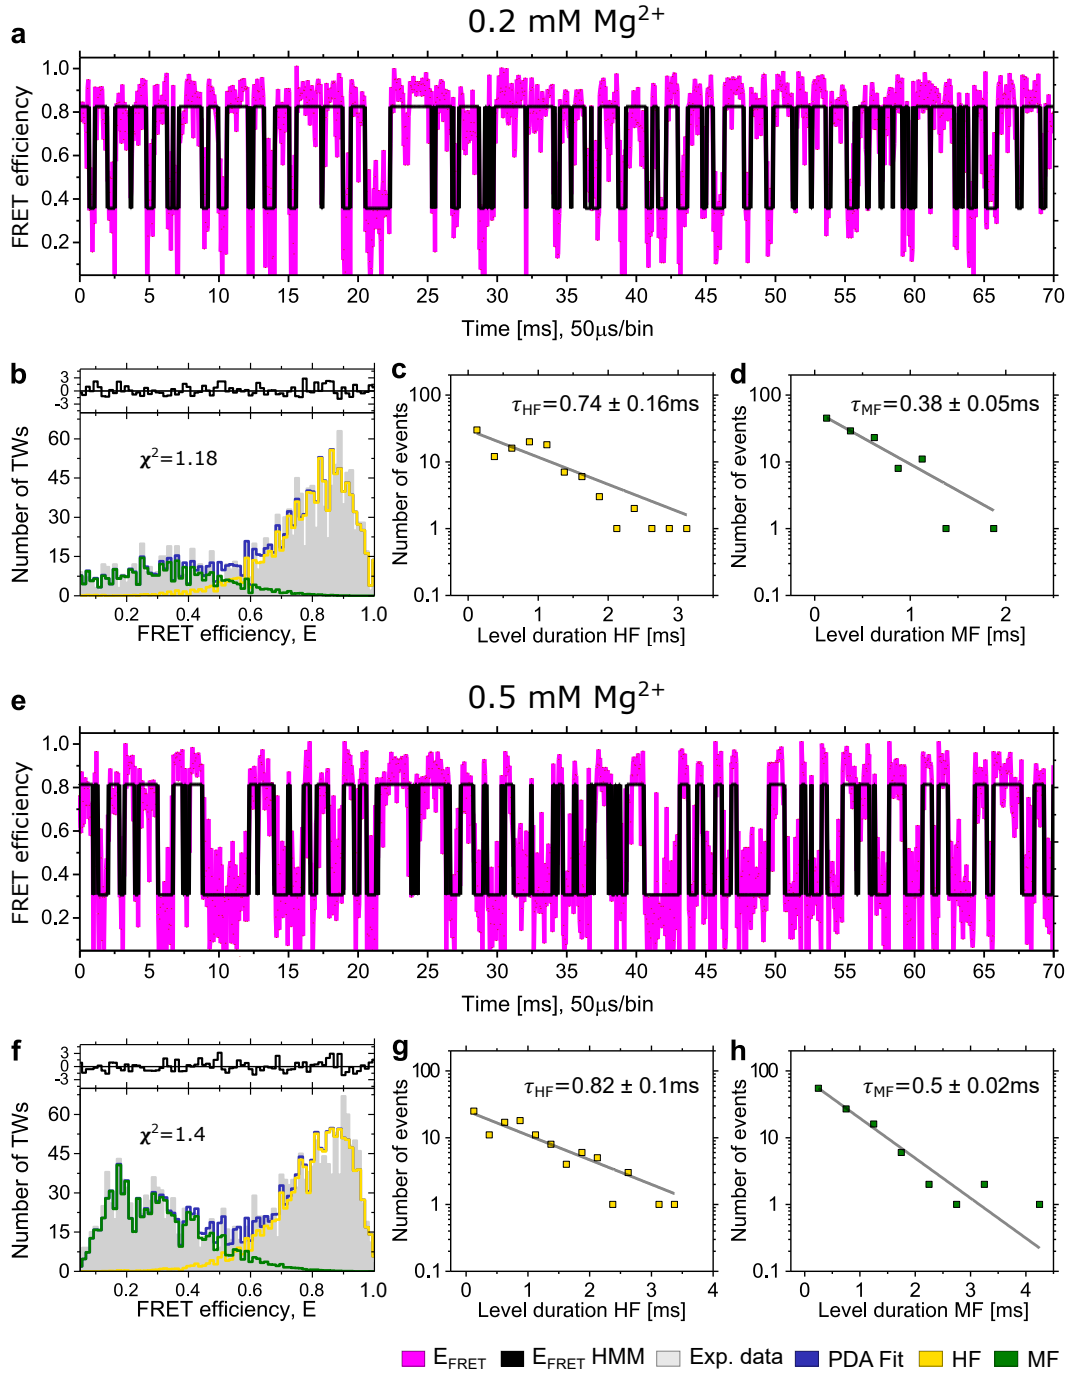 0.2 mM Mg²⁺
a
FRET efficiency
1.0
0.8
0.6
0.4
0.2
0 5 10 15 20 25 30 35 40 45 50 55 60 65 70
Time [ms], 50μs/bin
b
3
0
-3
Number of TWs
60
45
30
15
0
χ²=1.18
0.2 0.4 0.6 0.8 1.0
FRET efficiency, E
c
Number of events
100
10
1
0.1
τHF=0.74 ± 0.16ms
0 1 2 3
Level duration HF [ms]
d
Number of events
100
10
1
0.1
τMF=0.38 ± 0.05ms
0 1 2
Level duration MF [ms]
0.5 mM Mg²⁺
e
FRET efficiency
1.0
0.8
0.6
0.4
0.2
0 5 10 15 20 25 30 35 40 45 50 55 60 65 70
Time [ms], 50μs/bin
f
3
0
-3
Number of TWs
60
45
30
15
0
χ²=1.4
0.2 0.4 0.6 0.8 1.0
FRET efficiency, E
g
Number of events
100
10
1
0.1
τHF=0.82 ± 0.1ms
0 1 2 3 4
Level duration HF [ms]
h
Number of events
100
10
1
0.1
τMF=0.5 ± 0.02ms
0 1 2 3 4
Level duration MF [ms]
EFRET EFRET HMM Exp. data PDA Fit HF MF